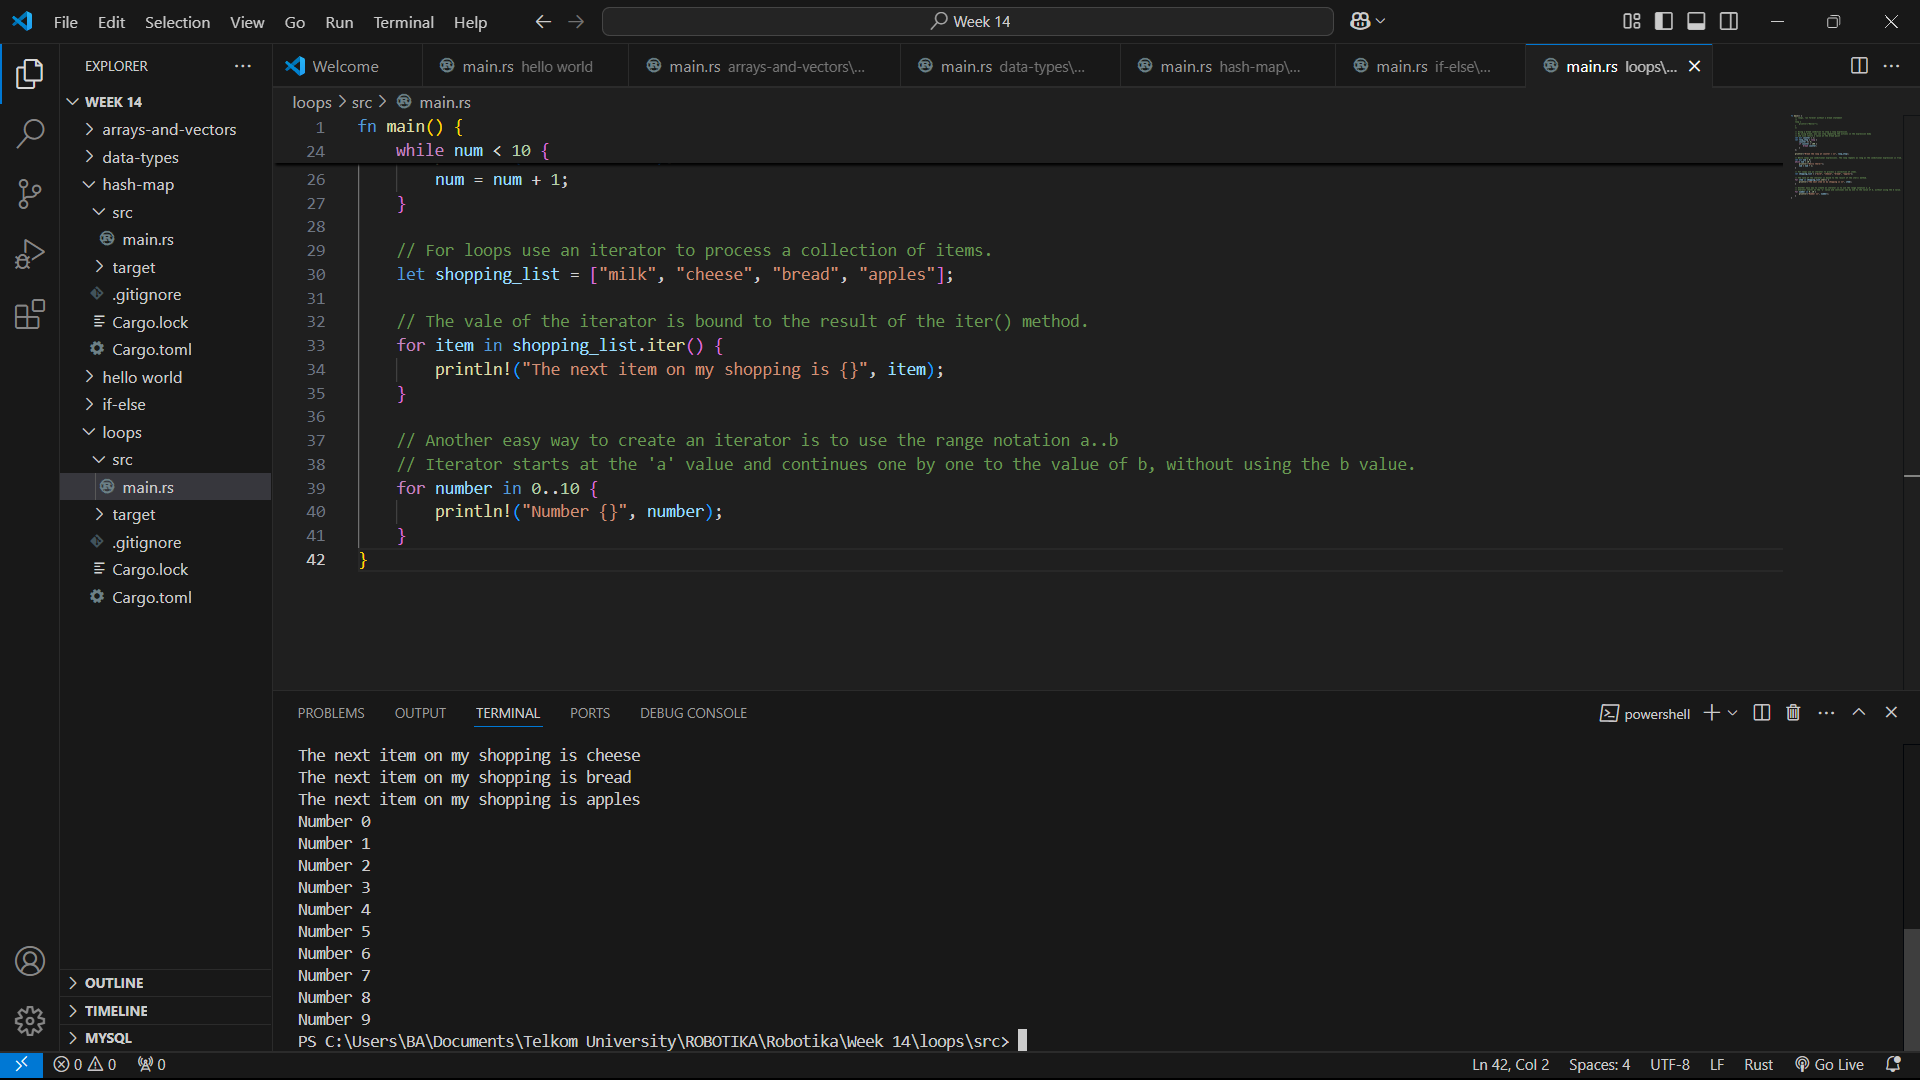 File Edit Selection View Go Run Terminal Help
Week 14
EXPLORER
WEEK 14
arrays-and-vectors
data-types
hash-map
src
main.rs
target
.gitignore
Cargo.lock
Cargo.toml
hello world
if-else
loops
src
main.rs
target
.gitignore
Cargo.lock
Cargo.toml
OUTLINE
TIMELINE
MYSQL
Welcome
main.rs hello world
main.rs arrays-and-vectors\...
main.rs data-types\...
main.rs hash-map\...
main.rs if-else\...
main.rs loops\...
loops > src > main.rs
1 fn main() {
24 while num < 10 {
26 num = num + 1;
27 }
28
29 // For loops use an iterator to process a collection of items.
30 let shopping_list = ["milk", "cheese", "bread", "apples"];
31
32 // The vale of the iterator is bound to the result of the iter() method.
33 for item in shopping_list.iter() {
34 println!("The next item on my shopping is {}", item);
35 }
36
37 // Another easy way to create an iterator is to use the range notation a..b
38 // Iterator starts at the 'a' value and continues one by one to the value of b, without using the b value.
39 for number in 0..10 {
40 println!("Number {}", number);
41 }
42 }
PROBLEMS OUTPUT TERMINAL PORTS DEBUG CONSOLE
powershell
The next item on my shopping is cheese
The next item on my shopping is bread
The next item on my shopping is apples
Number 0
Number 1
Number 2
Number 3
Number 4
Number 5
Number 6
Number 7
Number 8
Number 9
PS C:\Users\BA\Documents\Telkom University\ROBOTIKA\Robotika\Week 14\loops\src>
0 0 0
Ln 42, Col 2 Spaces: 4 UTF-8 LF Rust Go Live